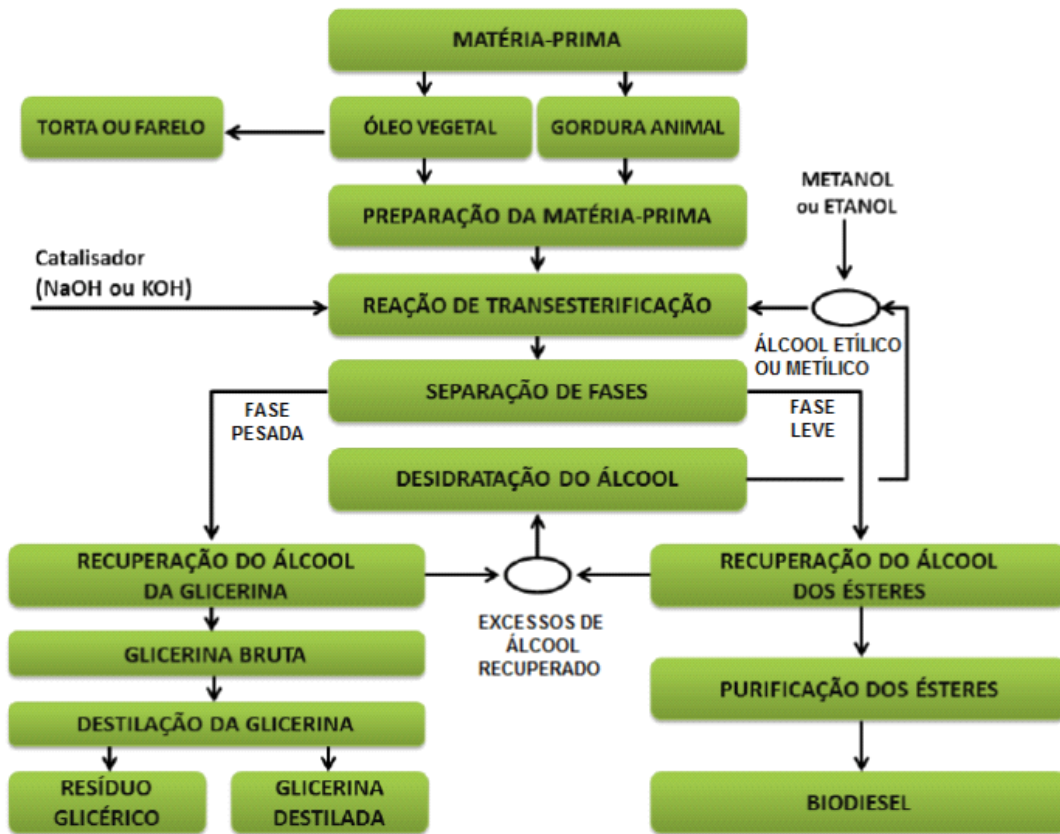 MATÉRIA-PRIMA
TORTA OU FARELO
ÓLEO VEGETAL
GORDURA ANIMAL
METANOL
ou ETANOL
PREPARAÇÃO DA MATÉRIA-PRIMA
Catalisador
(NaOH ou KOH)
REAÇÃO DE TRANSESTERIFICAÇÃO
ÁLCOOL ETÍLICO
OU METÍLICO
SEPARAÇÃO DE FASES
FASE
PESADA
FASE
LEVE
DESIDRATAÇÃO DO ÁLCOOL
RECUPERAÇÃO DO ÁLCOOL
DA GLICERINA
RECUPERAÇÃO DO ÁLCOOL
DOS ÉSTERES
EXCESSOS DE
ÁLCOOL
RECUPERADO
GLICERINA BRUTA
PURIFICAÇÃO DOS ÉSTERES
DESTILAÇÃO DA GLICERINA
RESÍDUO
GLICÉRICO
GLICERINA
DESTILADA
BIODIESEL